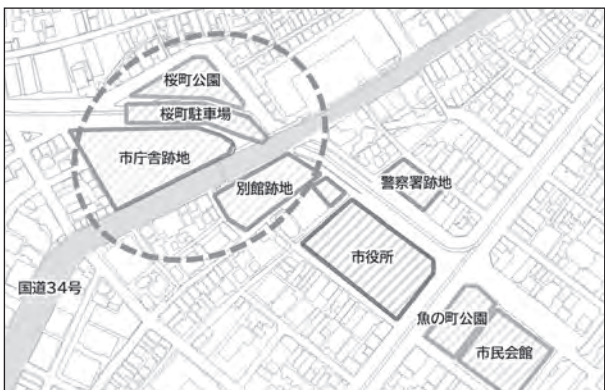 桜町公園
桜町駐車場
市庁舎跡地
別館跡地
警察署跡地
市役所
国道34号
魚の町公園
市民会館